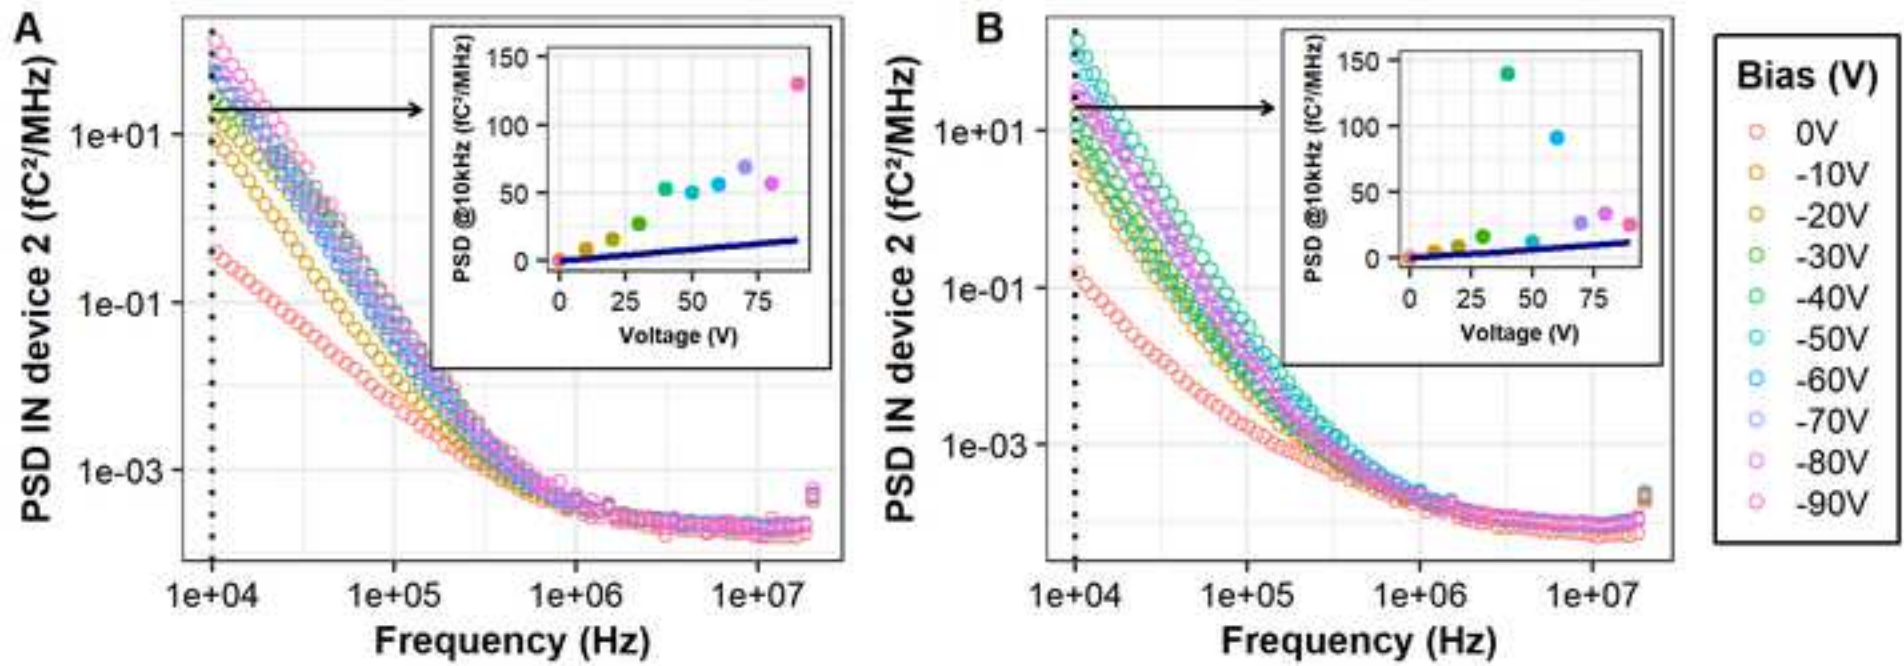 A
PSD IN device 2 (fC²/MHz)
1e+01
1e-01
1e-03
1e+04
1e+05
1e+06
1e+07
Frequency (Hz)
PSD @10kHz (fC²/MHz)
150
100
50
0
0
25
50
75
Voltage (V)
B
PSD IN device 2 (fC²/MHz)
1e+01
1e-01
1e-03
1e+04
1e+05
1e+06
1e+07
Frequency (Hz)
PSD @10kHz (fC²/MHz)
150
100
50
0
0
25
50
75
Voltage (V)
Bias (V)
0V
-10V
-20V
-30V
-40V
-50V
-60V
-70V
-80V
-90V